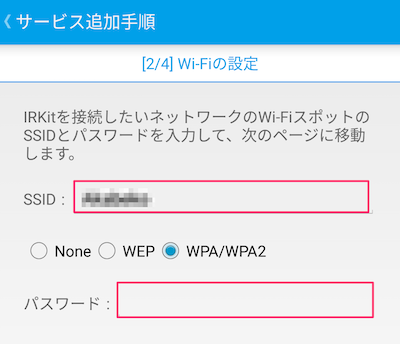 《 サービス追加手順
[2/4] Wi-Fiの設定
IRKitを接続したいネットワークのWi-Fiスポットの
SSIDとパスワードを入力して、次のページに移動
します。
SSID：
None WEP WPA/WPA2
パスワード：